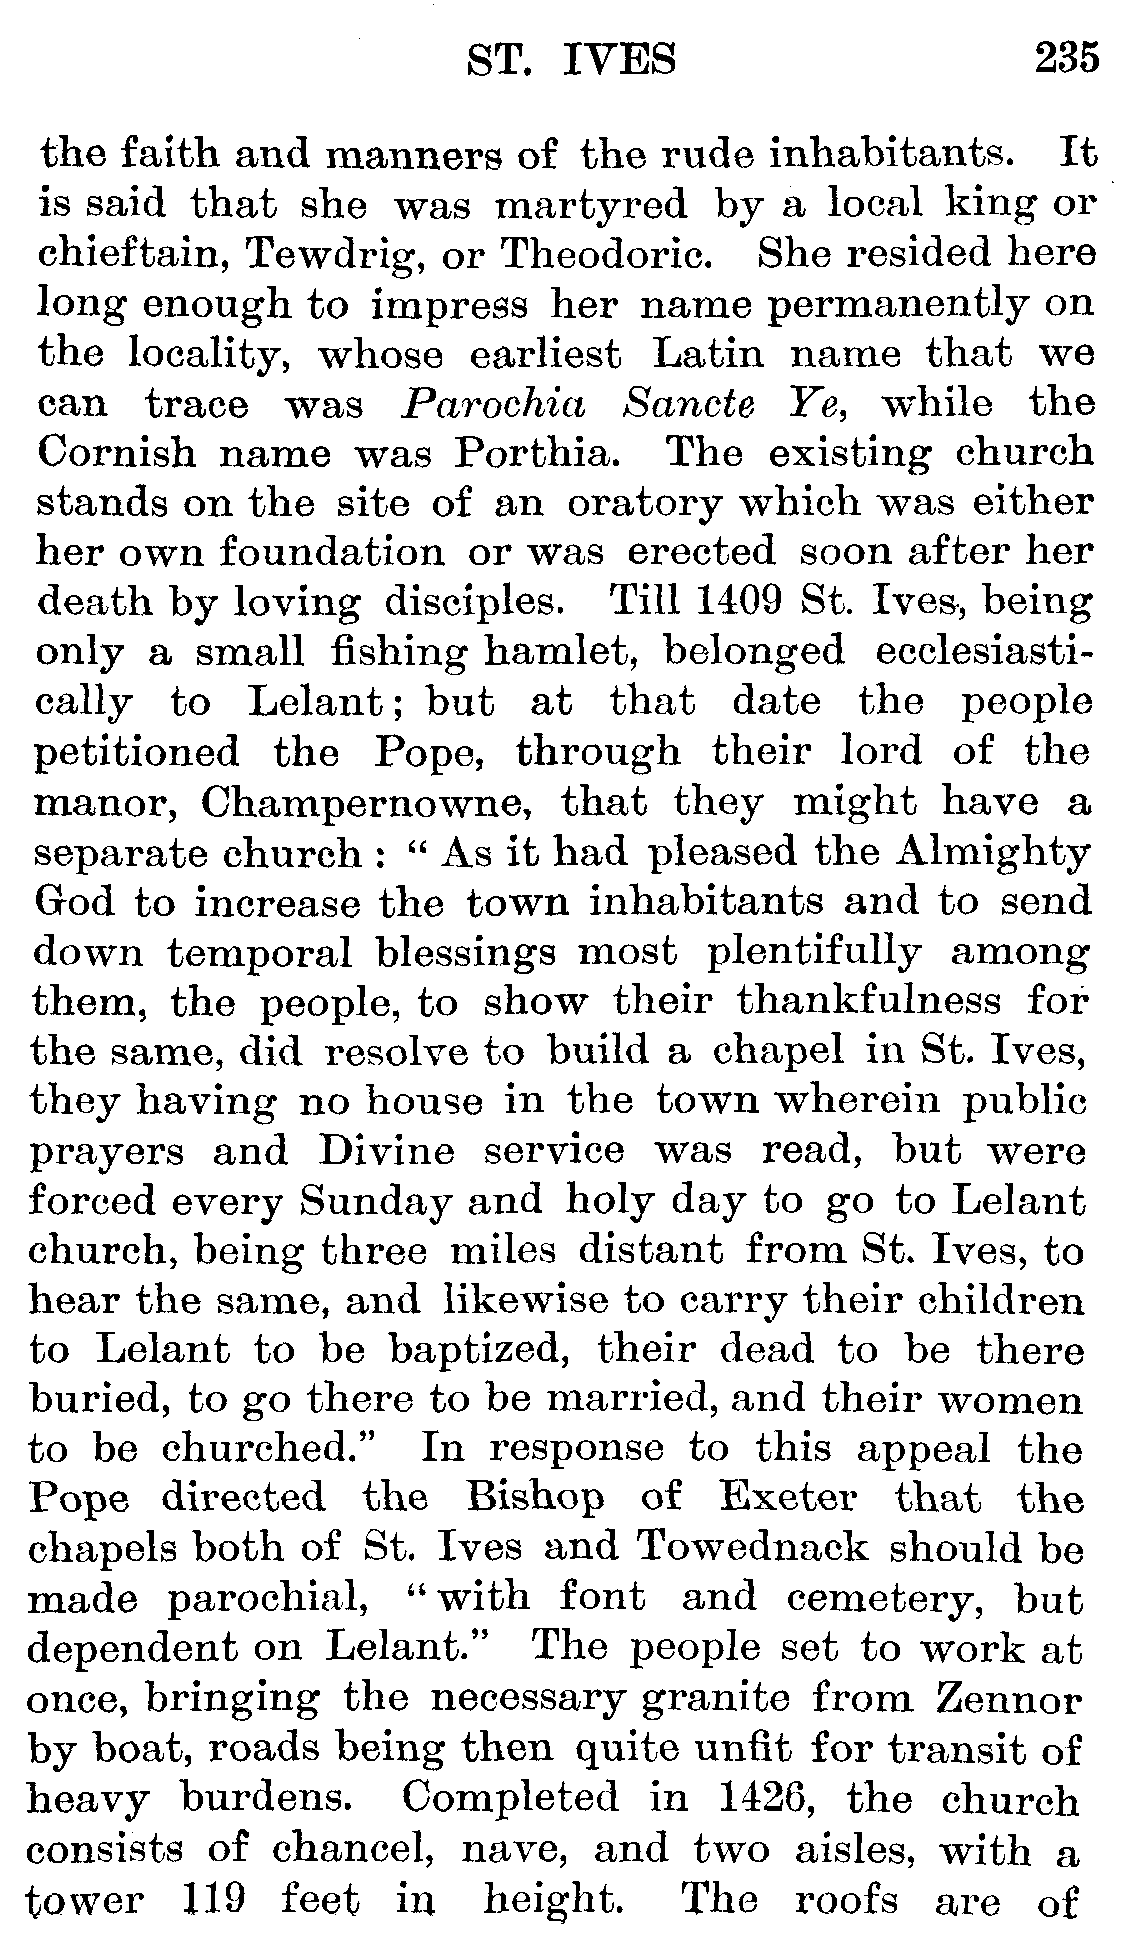 ST. IVES 235
the faith and manners of the rude inhabitants. It
is said that she was martyred by a local king or
chieftain, Tewdrig, or Theodoric. She resided here
long enough to impress her name permanently on
the locality, whose earliest Latin name that we
can trace was Parochia Sancte Ye, while the
Cornish name was Porthia. The existing church
stands on the site of an oratory which was either
her own foundation or was erected soon after her
death by loving disciples. Till 1409 St. Ives, being
only a small fishing hamlet, belonged ecclesiasti-
cally to Lelant; but at that date the people
petitioned the Pope, through their lord of the
manor, Champernowne, that they might have a
separate church: “As it had pleased the Almighty
God to increase the town inhabitants and to send
down temporal blessings most plentifully among
them, the people, to show their thankfulness for
the same, did resolve to build a chapel in St. Ives,
they having no house in the town wherein public
prayers and Divine service was read, but were
forced every Sunday and holy day to go to Lelant
church, being three miles distant from St. Ives, to
hear the same, and likewise to carry their children
to Lelant to be baptized, their dead to be there
buried, to go there to be married, and their women
to be churched.” In response to this appeal the
Pope directed the Bishop of Exeter that the
chapels both of St. Ives and Towednack should be
made parochial, “with font and cemetery, but
dependent on Lelant.” The people set to work at
once, bringing the necessary granite from Zennor
by boat, roads being then quite unfit for transit of
heavy burdens. Completed in 1426, the church
consists of chancel, nave, and two aisles, with a
tower 119 feet in height. The roofs are of